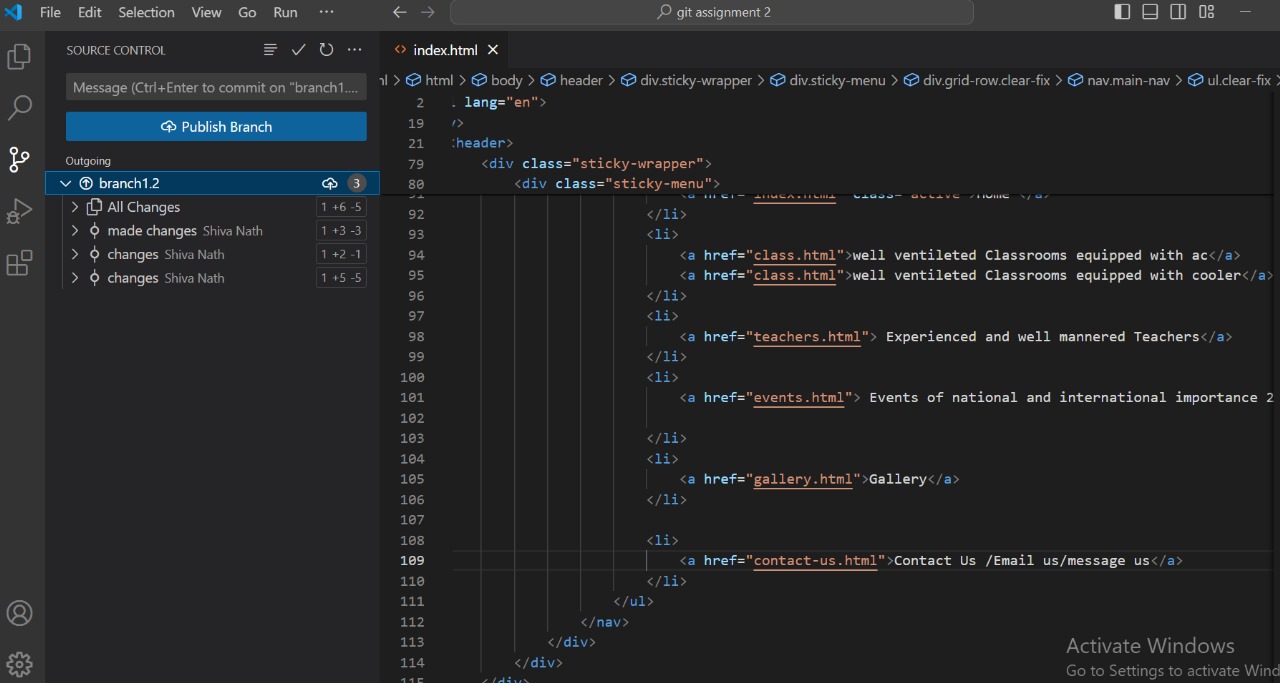 File Edit Selection View Go Run ···
git assignment 2
SOURCE CONTROL
Message (Ctrl+Enter to commit on "branch1....
Publish Branch
Outgoing
branch1.2 3
All Changes 1 +6 -5
made changes Shiva Nath 1 +3 -3
changes Shiva Nath 1 +2 -1
changes Shiva Nath 1 +5 -5
index.html
html > body > header > div.sticky-wrapper > div.sticky-menu > div.grid-row.clear-fix > nav.main-nav > ul.clear-fix >
2 lang="en">
19 />
21 header>
79 <div class="sticky-wrapper">
80 <div class="sticky-menu">
91 <a href="index.html" class="active">Home </a>
92 </li>
93 <li>
94 <a href="class.html">well ventileted Classrooms equipped with ac</a>
95 <a href="class.html">well ventileted Classrooms equipped with cooler</a>
96 </li>
97 <li>
98 <a href="teachers.html"> Experienced and well mannered Teachers</a>
99 </li>
100 <li>
101 <a href="events.html"> Events of national and international importance 2
102
103 </li>
104 <li>
105 <a href="gallery.html">Gallery</a>
106 </li>
107
108 <li>
109 <a href="contact-us.html">Contact Us /Email us/message us</a>
110 </li>
111 </ul>
112 </nav>
113 </div>
114 </div>
115 </div>
Activate Windows
Go to Settings to activate Wind